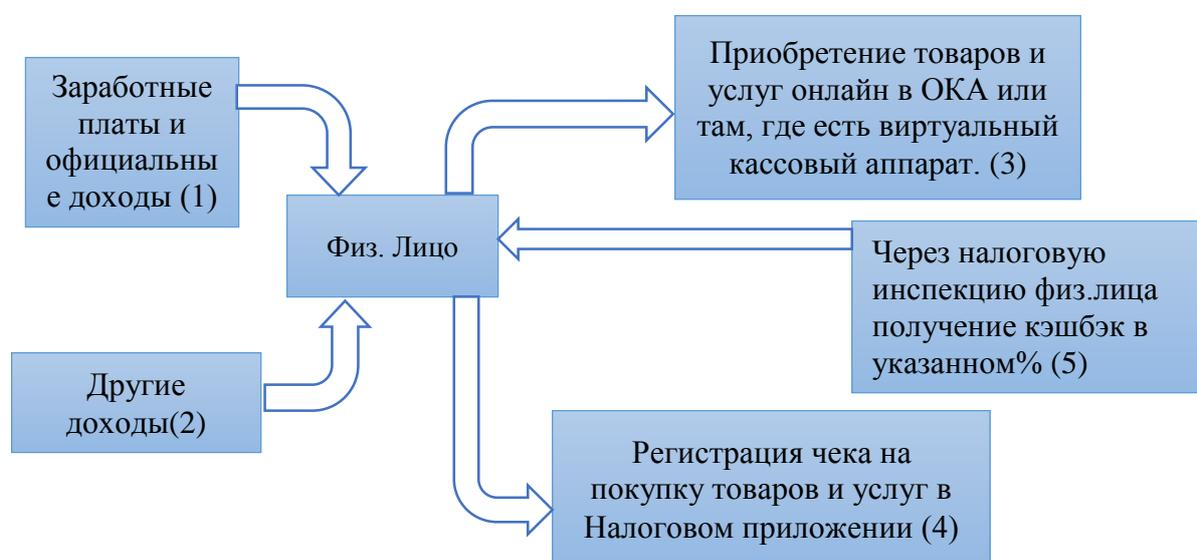 Заработные
платы и
официальны
е доходы (1)
Приобретение товаров и
услуг онлайн в ОКА или
там, где есть виртуальный
кассовый аппарат. (3)
Физ. Лицо
Через налоговую
инспекцию физ.лица
получение кэшбэк в
указанном% (5)
Другие
доходы(2)
Регистрация чека на
покупку товаров и услуг в
Налоговом приложении (4)